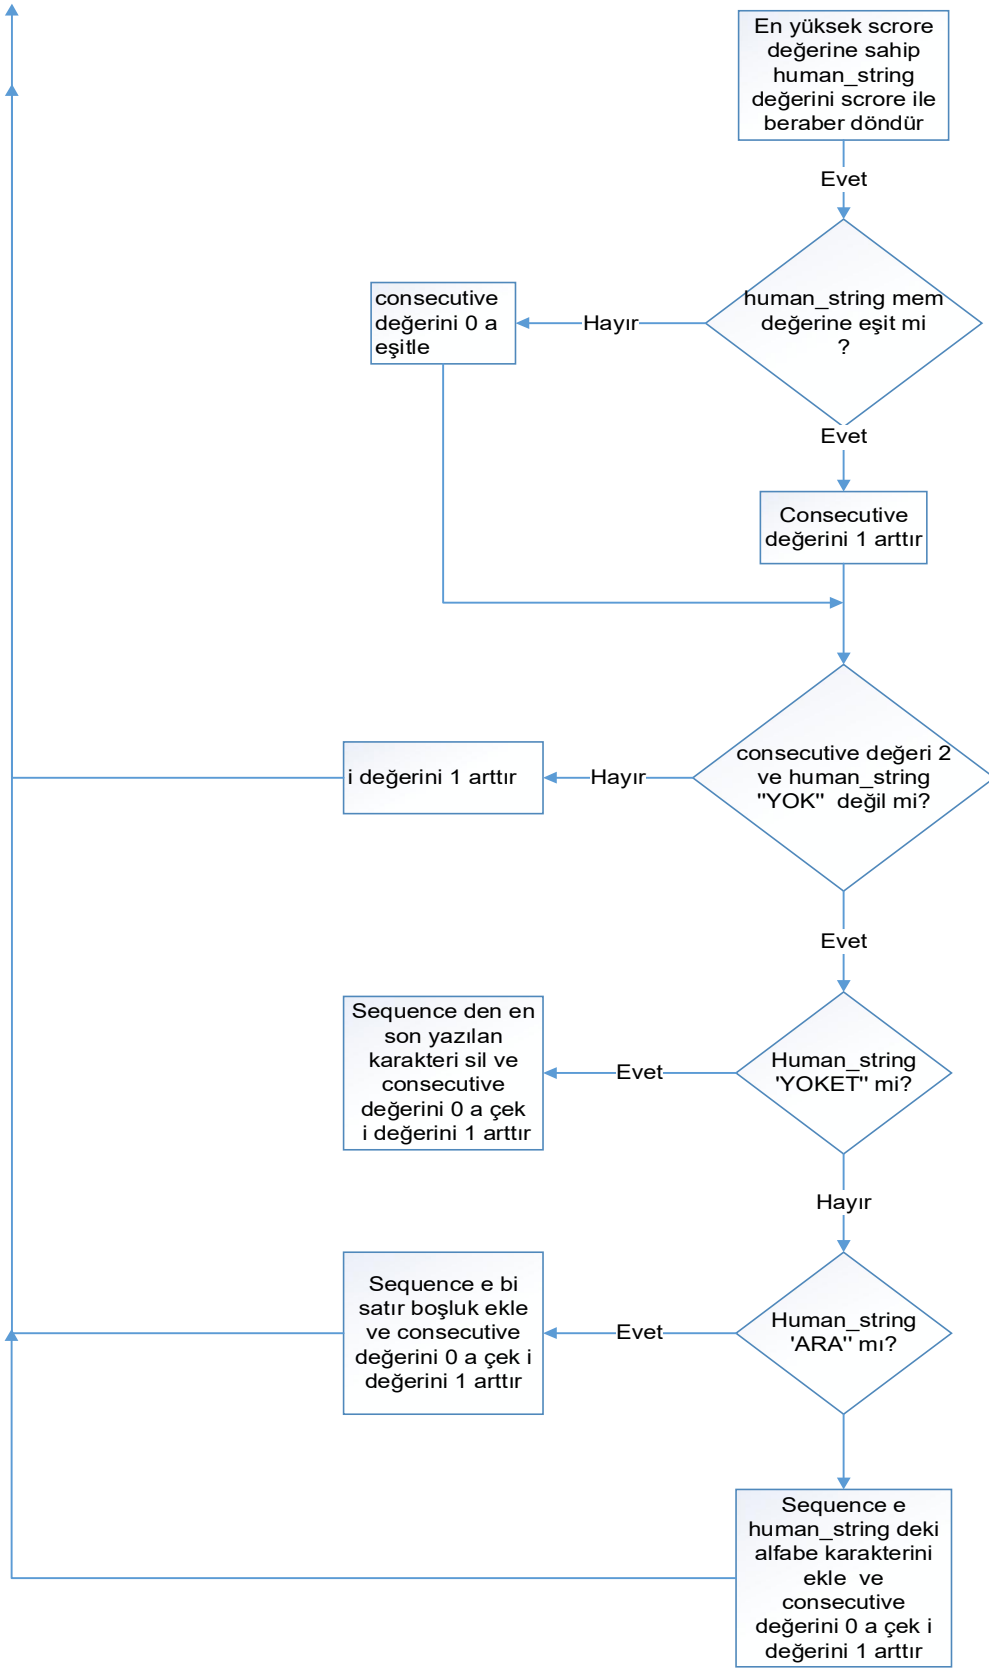 En yüksek scrore
değerine sahip
human_string
değerini scrore ile
beraber döndür
Evet
human_string mem
değerine eşit mi
?
Hayır
consecutive
değerini 0 a
eşitle
Evet
Consecutive
değerini 1 arttır
consecutive değeri 2
ve human_string
"YOK"  değil mi?
Hayır
i değerini 1 arttır
Evet
Human_string
'YOKET" mi?
Evet
Sequence den en
son yazılan
karakteri sil ve
consecutive
değerini 0 a çek
i değerini 1 arttır
Hayır
Human_string
'ARA" mı?
Evet
Sequence e bi
satır boşluk ekle
ve consecutive
değerini 0 a çek i
değerini 1 arttır
Sequence e
human_string deki
alfabe karakterini
ekle  ve
consecutive
değerini 0 a çek i
değerini 1 arttır